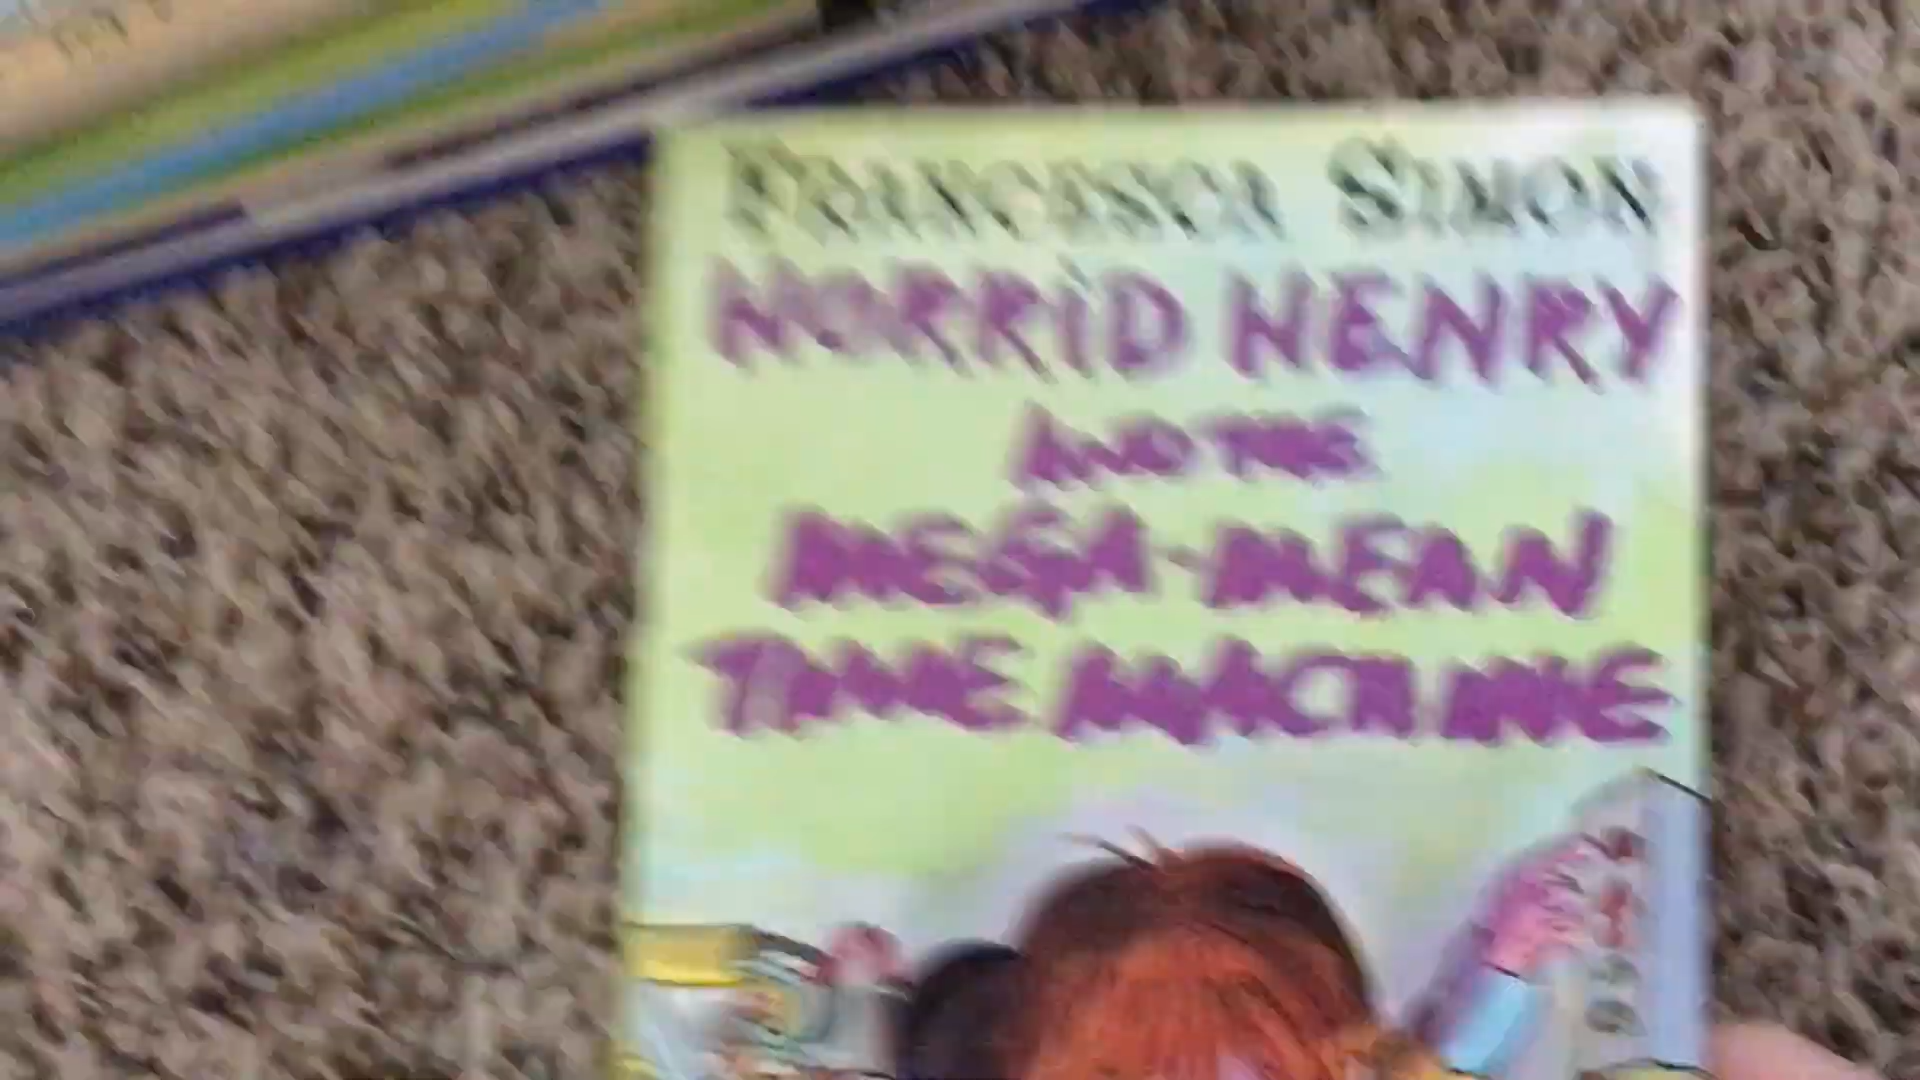 FRANCESCA SIMON
HORRID HENRY
AND THE
MEGA-MEAN
TIME MACHINE